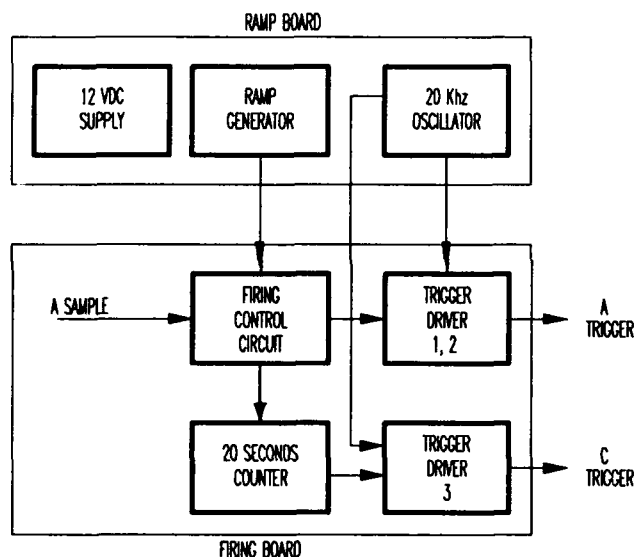 RAMP BOARD
12 VDC
SUPPLY
RAMP
GENERATOR
20 Khz
OSCILLATOR
A SAMPLE
FIRING
CONTROL
CIRCUIT
TRIGGER
DRIVER
1, 2
A
TRIGGER
20 SECONDS
COUNTER
TRIGGER
DRIVER
3
C
TRIGGER
FIRING BOARD